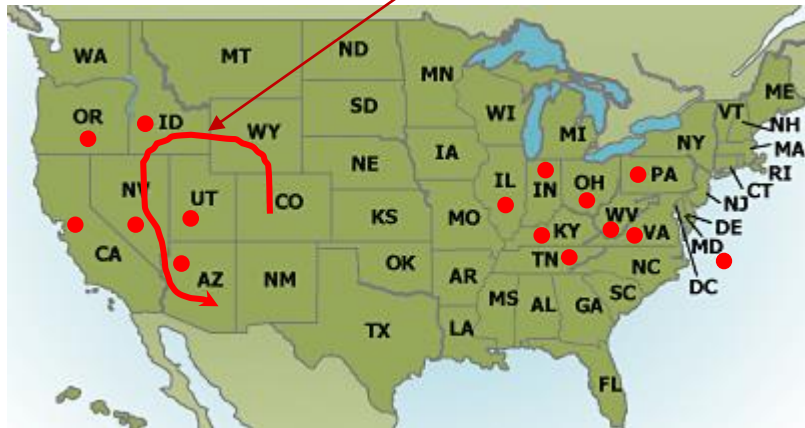 WA
MT
ND
MN
ME
OR
ID
SD
WI
VT
NH
WY
MI
NY
MA
RI
CT
NE
IA
PA
NJ
NV
UT
CO
IL
IN
OH
DE
WV
MD
KS
MO
KY
VA
CA
TN
NC
DC
AZ
NM
OK
AR
SC
MS
AL
GA
TX
LA
FL